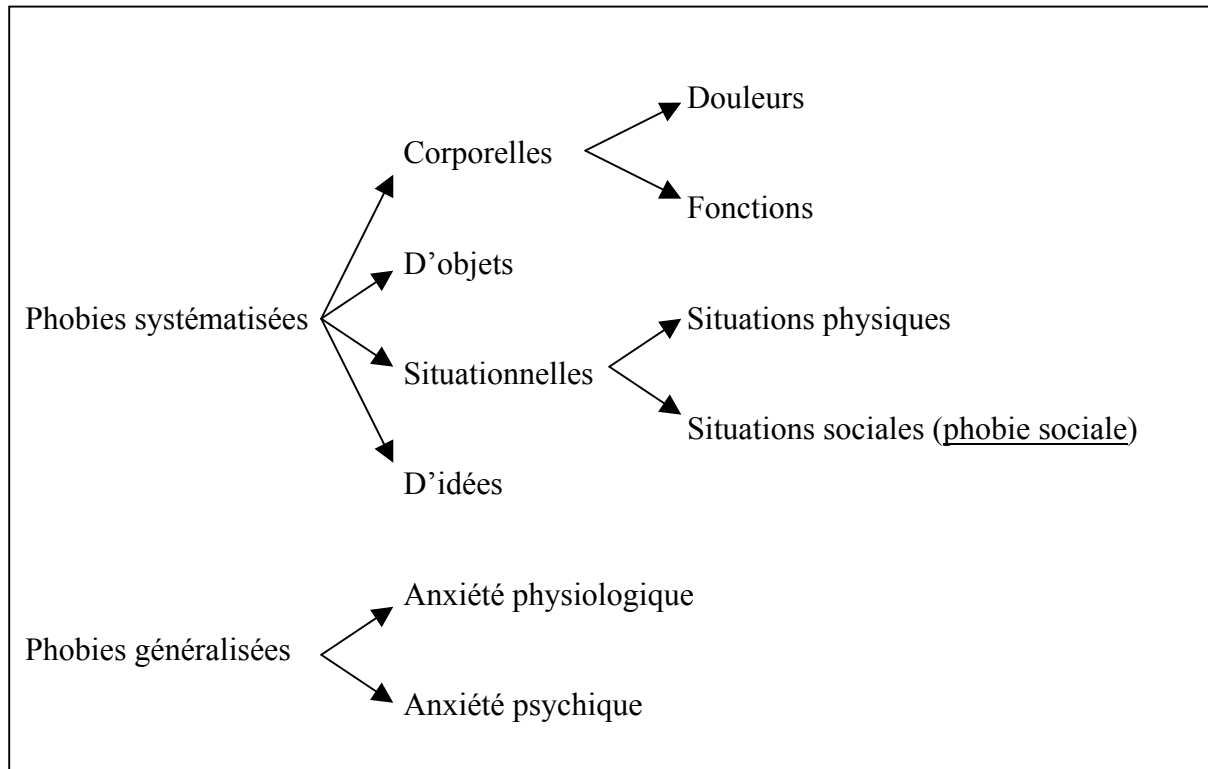 Douleurs
Corporelles
Fonctions
D’objets
Phobies systématisées
Situations physiques
Situationnelles
Situations sociales (phobie sociale)
D’idées
Anxiété physiologique
Phobies généralisées
Anxiété psychique